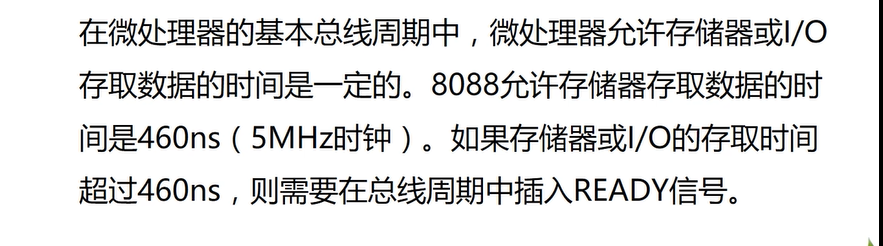 在微处理器的基本总线周期中，微处理器允许存储器或I/O
存取数据的时间是一定的。8088允许存储器存取数据的时
间是460ns（5MHz时钟）。如果存储器或I/O的存取时间
超过460ns，则需要在总线周期中插入READY信号。